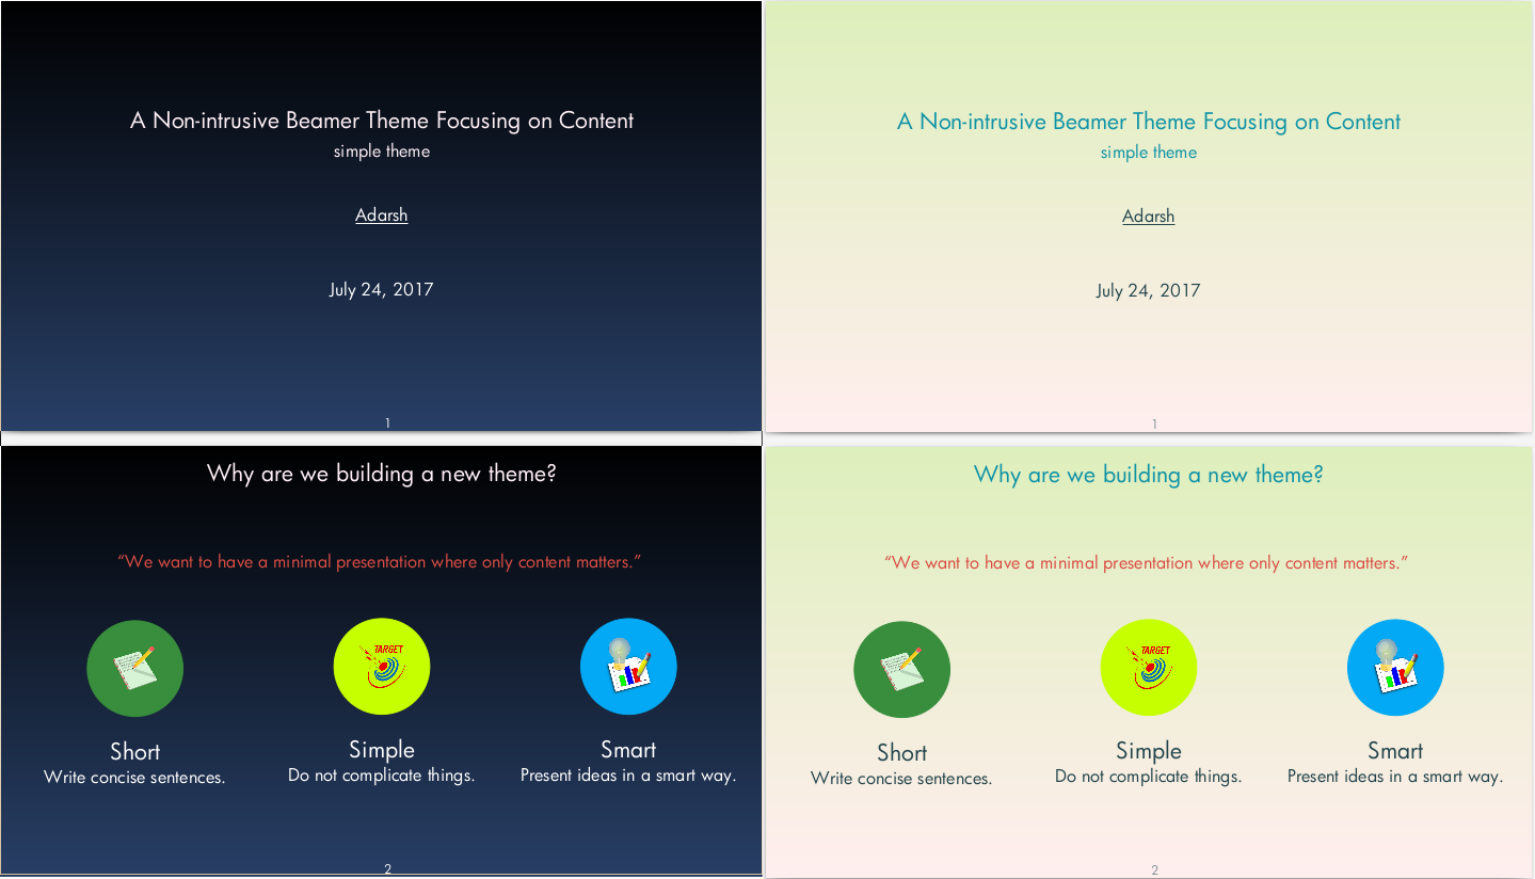 A Non-intrusive Beamer Theme Focusing on Content
simple theme
Adarsh
July 24, 2017
1
A Non-intrusive Beamer Theme Focusing on Content
simple theme
Adarsh
July 24, 2017
1
Why are we building a new theme?
“We want to have a minimal presentation where only content matters.”
TARGET
Short
Write concise sentences.
Simple
Do not complicate things.
Smart
Present ideas in a smart way.
2
Why are we building a new theme?
“We want to have a minimal presentation where only content matters.”
TARGET
Short
Write concise sentences.
Simple
Do not complicate things.
Smart
Present ideas in a smart way.
2